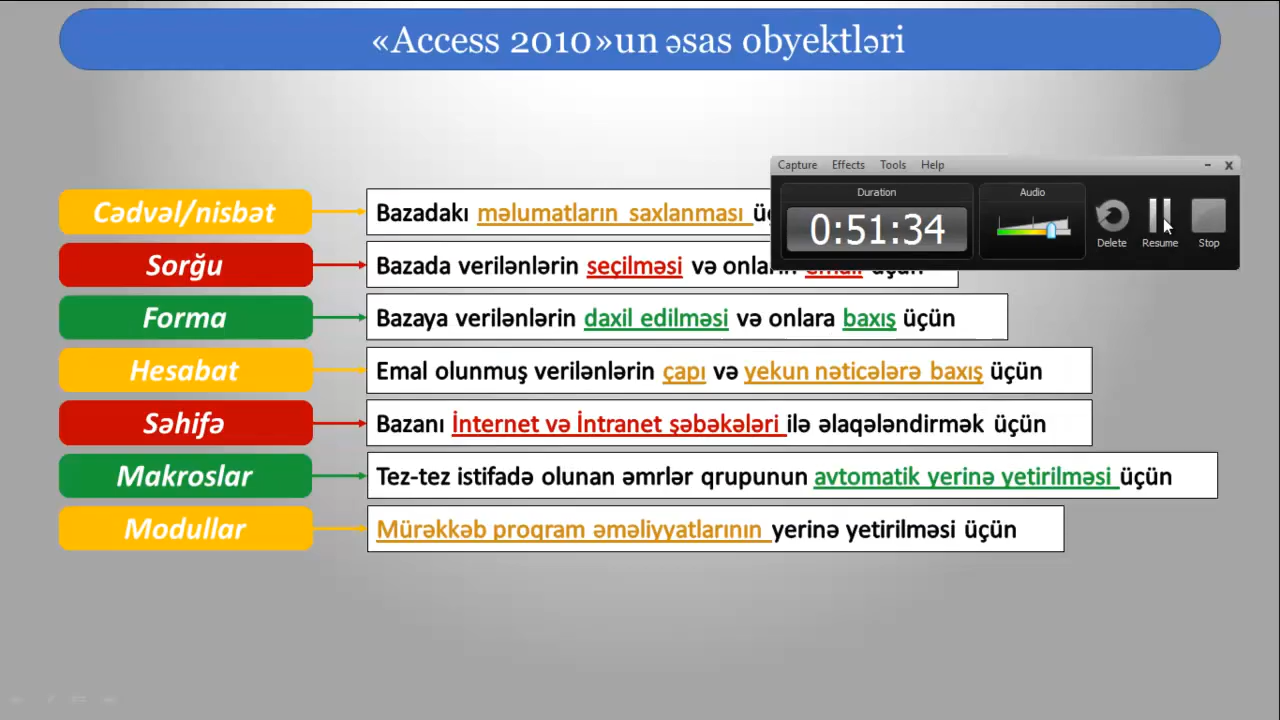 «Access 2010»un əsas obyektləri
Capture Effects Tools Help
Duration
Audio
0:51:34
Delete Resume Stop
Cədvəl/nisbət
Bazadakı məlumatların saxlanması
Sorğu
Bazada verilənlərin seçilməsi və onların emalı üçün
Forma
Bazaya verilənlərin daxil edilməsi və onlara baxış üçün
Hesabat
Emal olunmuş verilənlərin çapı və yekun nəticələrə baxış üçün
Səhifə
Bazanı İnternet və İntranet şəbəkələri ilə əlaqələndirmək üçün
Makroslar
Tez-tez istifadə olunan əmrlər qrupunun avtomatik yerinə yetirilməsi üçün
Modullar
Mürəkkəb proqram əməliyyatlarının yerinə yetirilməsi üçün